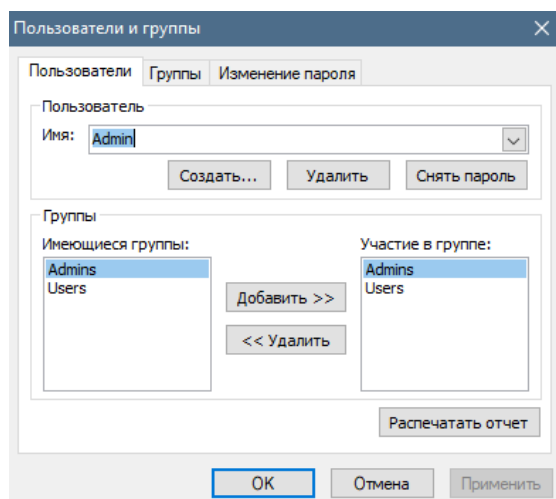 Пользователи и группы
Пользователи Группы Изменение пароля
Пользователь
Имя: Admin
Создать... Удалить Снять пароль
Группы
Имеющиеся группы: Участие в группе:
Admins Admins
Users Users
Добавить >>
<< Удалить
Распечатать отчет
OK Отмена Применить